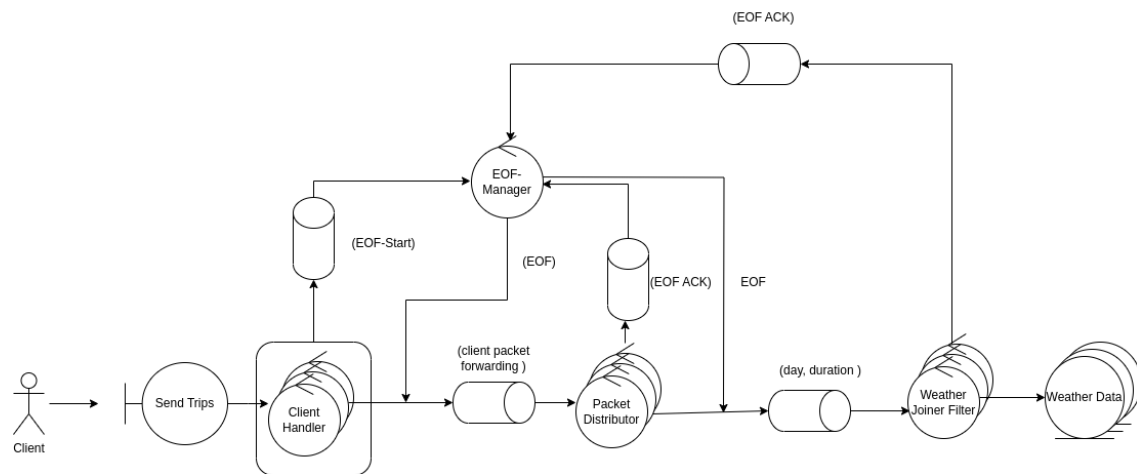 (EOF ACK)
EOF-
Manager
(EOF-Start)
(EOF)
(EOF ACK)
EOF
(client packet
forwarding )
(day, duration )
Client
Send Trips
Client
Handler
Packet
Distributor
Weather
Joiner Filter
Weather Data